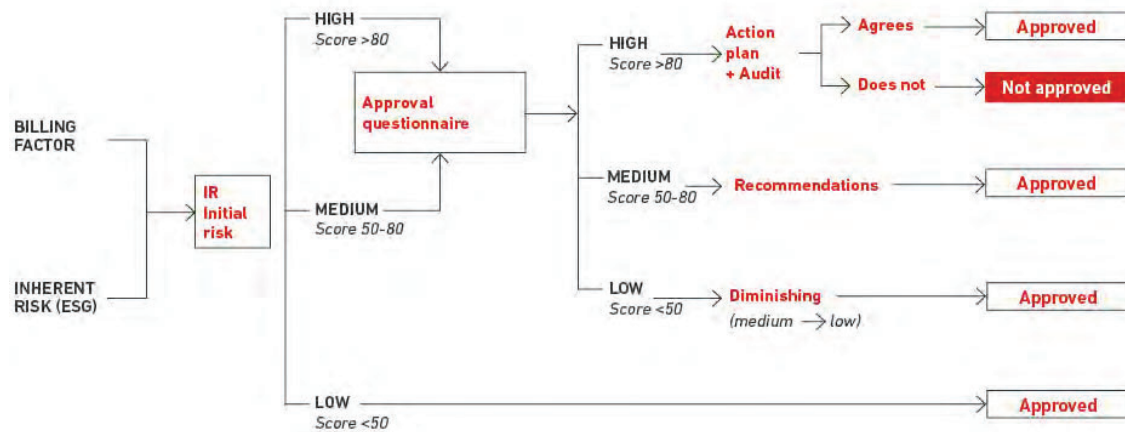 BILLING
FACTOR
INHERENT
RISK (ESG)
IR
Initial
risk
HIGH
Score >80
MEDIUM
Score 50-80
LOW
Score <50
Approval
questionnaire
HIGH
Score >80
Action
plan
+ Audit
Agrees
Approved
Does not
Not approved
MEDIUM
Score 50-80
Recommendations
Approved
LOW
Score <50
Diminishing
(medium → low)
Approved
Approved